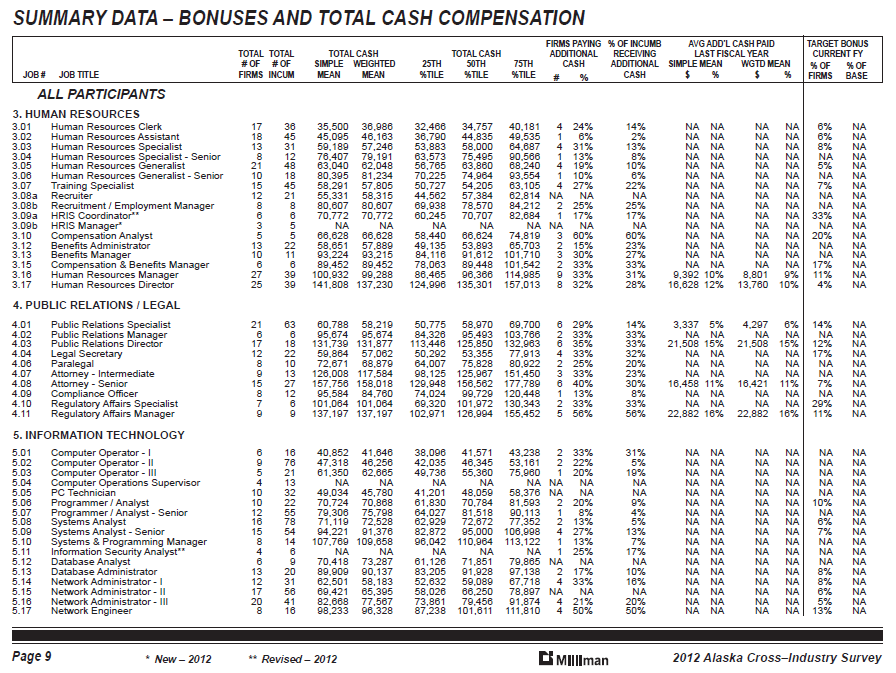 SUMMARY DATA – BONUSES AND TOTAL CASH COMPENSATION
FIRMS PAYING % OF INCUMB AVG ADD'L CASH PAID TARGET BONUS
TOTAL TOTAL TOTAL CASH TOTAL CASH ADDITIONAL RECEIVING LAST FISCAL YEAR CURRENT FY
# OF # OF SIMPLE WEIGHTED 25TH 50TH 75TH CASH ADDITIONAL SIMPLE MEAN WGTD MEAN % OF % OF
JOB # JOB TITLE FIRMS INCUM MEAN MEAN %TILE %TILE %TILE # % CASH $ % $ % FIRMS BASE
ALL PARTICIPANTS
3. HUMAN RESOURCES
3.01 Human Resources Clerk 17 36 35,500 36,986 32,466 34,757 40,181 4 24% 14% NA NA NA NA 6% NA
3.02 Human Resources Assistant 18 45 45,095 46,163 36,790 44,835 49,535 1 6% 2% NA NA NA NA 6% NA
3.03 Human Resources Specialist 13 31 59,189 57,246 53,883 58,000 64,687 4 31% 13% NA NA NA NA 8% NA
3.04 Human Resources Specialist - Senior 8 12 76,407 79,191 63,573 75,495 90,566 1 13% 8% NA NA NA NA NA NA
3.05 Human Resources Generalist 21 48 63,040 62,048 56,765 63,860 68,240 4 19% 10% NA NA NA NA 5% NA
3.06 Human Resources Generalist - Senior 10 18 80,395 81,234 70,225 74,964 93,554 1 10% 6% NA NA NA NA NA NA
3.07 Training Specialist 15 45 58,291 57,805 50,727 54,205 63,105 4 27% 22% NA NA NA NA 7% NA
3.08a Recruiter 12 21 55,331 58,315 44,562 57,384 62,814 NA NA NA NA NA NA NA NA NA
3.08b Recruitment / Employment Manager 8 8 80,607 80,607 69,938 78,570 84,212 2 25% 25% NA NA NA NA NA NA
3.09a HRIS Coordinator** 6 6 70,772 70,772 60,245 70,707 82,684 1 17% 17% NA NA NA NA 33% NA
3.09b HRIS Manager* 3 5 NA NA NA NA NA NA NA NA NA NA NA NA NA NA
3.10 Compensation Analyst 5 5 66,628 66,628 58,440 66,624 74,819 3 60% 60% NA NA NA NA 20% NA
3.12 Benefits Administrator 13 22 58,651 57,889 49,135 53,893 65,703 2 15% 23% NA NA NA NA NA NA
3.13 Benefits Manager 10 11 93,224 93,215 84,116 91,612 101,710 3 30% 27% NA NA NA NA NA NA
3.15 Compensation & Benefits Manager 6 6 89,452 89,452 78,063 89,448 101,542 2 33% 33% NA NA NA NA 17% NA
3.16 Human Resources Manager 27 39 100,932 99,288 86,465 96,366 114,985 9 33% 31% 9,392 10% 8,801 9% 11% NA
3.17 Human Resources Director 25 39 141,808 137,230 124,996 135,301 157,013 8 32% 28% 16,628 12% 13,760 10% 4% NA
4. PUBLIC RELATIONS / LEGAL
4.01 Public Relations Specialist 21 63 60,788 58,219 50,775 58,970 69,700 6 29% 14% 3,337 5% 4,297 6% 14% NA
4.02 Public Relations Manager 6 6 95,674 95,674 84,326 95,493 103,766 2 33% 33% NA NA NA NA NA NA
4.03 Public Relations Director 17 18 131,739 131,877 113,446 125,850 132,963 6 35% 33% 21,508 15% 21,508 15% 12% NA
4.04 Legal Secretary 12 22 59,864 57,062 50,292 53,355 77,913 4 33% 32% NA NA NA NA 17% NA
4.06 Paralegal 8 10 72,671 68,879 64,007 75,828 80,922 2 25% 20% NA NA NA NA NA NA
4.07 Attorney - Intermediate 9 13 126,008 117,584 98,125 125,967 151,450 3 33% 23% NA NA NA NA NA NA
4.08 Attorney - Senior 15 27 157,756 158,018 129,948 156,562 177,789 6 40% 30% 16,458 11% 16,421 11% 7% NA
4.09 Compliance Officer 8 12 95,584 84,760 74,024 99,729 120,448 1 13% 8% NA NA NA NA NA NA
4.10 Regulatory Affairs Specialist 7 6 101,064 101,064 69,320 101,972 130,343 2 33% 33% NA NA NA NA 29% NA
4.11 Regulatory Affairs Manager 9 9 137,197 137,197 102,971 126,994 155,452 5 56% 56% 22,882 16% 22,882 16% 11% NA
5. INFORMATION TECHNOLOGY
5.01 Computer Operator - I 6 16 40,852 41,646 38,096 41,571 43,238 2 33% 31% NA NA NA NA NA NA
5.02 Computer Operator - II 9 76 47,318 46,256 42,035 46,345 53,161 2 22% 5% NA NA NA NA NA NA
5.03 Computer Operator - III 5 21 61,350 62,665 49,736 55,360 75,960 1 20% 19% NA NA NA NA NA NA
5.04 Computer Operations Supervisor 4 13 NA NA NA NA NA NA NA NA NA NA NA NA NA NA
5.05 PC Technician 10 32 49,034 45,780 41,201 48,059 58,376 NA NA NA NA NA NA NA NA NA
5.06 Programmer / Analyst 10 22 70,724 70,868 61,830 70,784 81,593 2 20% 9% NA NA NA NA 10% NA
5.07 Programmer / Analyst - Senior 12 55 79,306 75,798 64,027 81,518 90,113 1 8% 4% NA NA NA NA NA NA
5.08 Systems Analyst 16 78 71,119 72,528 62,929 72,672 77,352 2 13% 5% NA NA NA NA 6% NA
5.09 Systems Analyst - Senior 15 54 94,221 91,376 82,872 95,000 106,998 4 27% 13% NA NA NA NA 7% NA
5.10 Systems & Programming Manager 8 14 107,769 109,658 96,042 110,964 113,122 1 13% 7% NA NA NA NA NA NA
5.11 Information Security Analyst** 4 6 NA NA NA NA NA 1 25% 17% NA NA NA NA NA NA
5.12 Database Analyst 6 9 70,418 73,287 61,126 71,851 79,865 NA NA NA NA NA NA NA NA NA
5.13 Database Administrator 13 20 89,909 90,137 83,205 91,928 97,138 2 17% 10% NA NA NA NA 8% NA
5.14 Network Administrator - I 12 31 62,501 58,183 52,632 59,089 67,718 4 33% 16% NA NA NA NA 8% NA
5.15 Network Administrator - II 17 56 69,421 65,395 58,026 66,250 78,897 NA NA NA NA NA NA NA 6% NA
5.16 Network Administrator - III 20 41 82,668 77,567 73,861 79,456 91,874 4 21% 20% NA NA NA NA 5% NA
5.17 Network Engineer 8 16 98,233 96,328 87,238 101,611 111,810 4 50% 50% NA NA NA NA 13% NA
Page 9 * New – 2012 ** Revised – 2012 Milliman 2012 Alaska Cross–Industry Survey